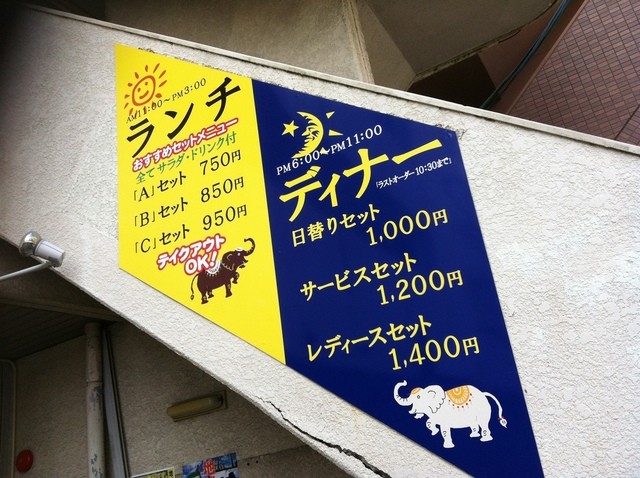 AM11:00～PM3:00
ランチ
おすすめセットメニュー
全てサラダ・ドリンク付
「A」セット 750円
「B」セット 850円
「C」セット 950円
テイクアウト
OK!
PM6:00～PM11:00
ディナー
「ラストオーダー10:30まで」
日替りセット
1,000円
サービスセット
1,200円
レディースセット
1,400円